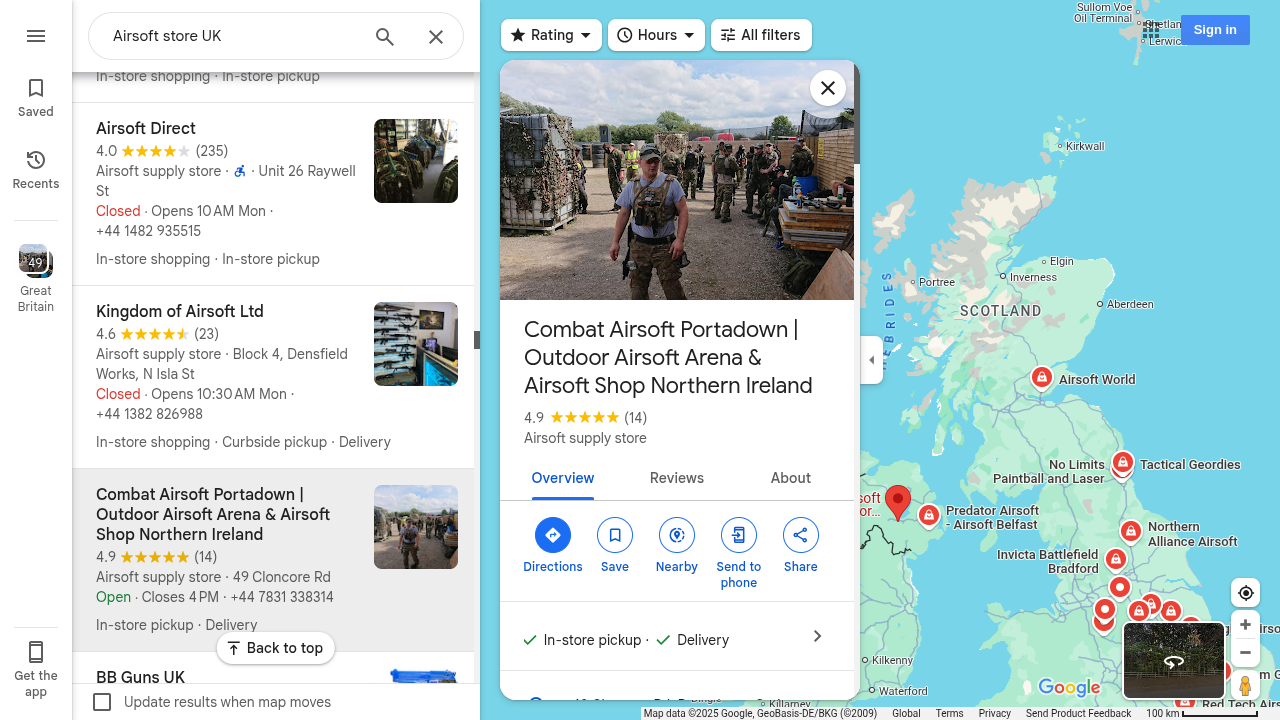 Airsoft store UK
Saved
Recents
49
Great Britain
Get the app
In-store shopping · In-store pickup
Airsoft Direct
4.0 (235)
Airsoft supply store · · Unit 26 Raywell
St
Closed · Opens 10 AM Mon ·
+44 1482 935515
In-store shopping · In-store pickup
Kingdom of Airsoft Ltd
4.6 (23)
Airsoft supply store · Block 4, Densfield
Works, N Isla St
Closed · Opens 10:30 AM Mon ·
+44 1382 826988
In-store shopping · Curbside pickup · Delivery
Combat Airsoft Portadown |
Outdoor Airsoft Arena & Airsoft
Shop Northern Ireland
4.9 (14)
Airsoft supply store · 49 Cloncore Rd
Open · Closes 4 PM · +44 7831 338314
In-store pickup · Delivery
Back to top
BB Guns UK
Update results when map moves
Rating
Hours
All filters
Sign in
Combat Airsoft Portadown |
Outdoor Airsoft Arena &
Airsoft Shop Northern Ireland
4.9 (14)
Airsoft supply store
Overview
Reviews
About
Directions
Save
Nearby
Send to
phone
Share
In-store pickup · Delivery
Sullom Voe
Oil Terminal
Shetland
Lerwick
Kirkwall
Elgin
Inverness
Portree
Aberdeen
SCOTLAND
Airsoft World
No Limits
Paintball and Laser
Tactical Geordies
Predator Airsoft
- Airsoft Belfast
Northern
Alliance Airsoft
Invicta Battlefield
Bradford
Kilkenny
Waterford
Killarney
Red Tech Air
Google
Map data ©2025 Google, GeoBasis-DE/BKG (©2009)
Global
Terms
Privacy
Send Product Feedback
100 km